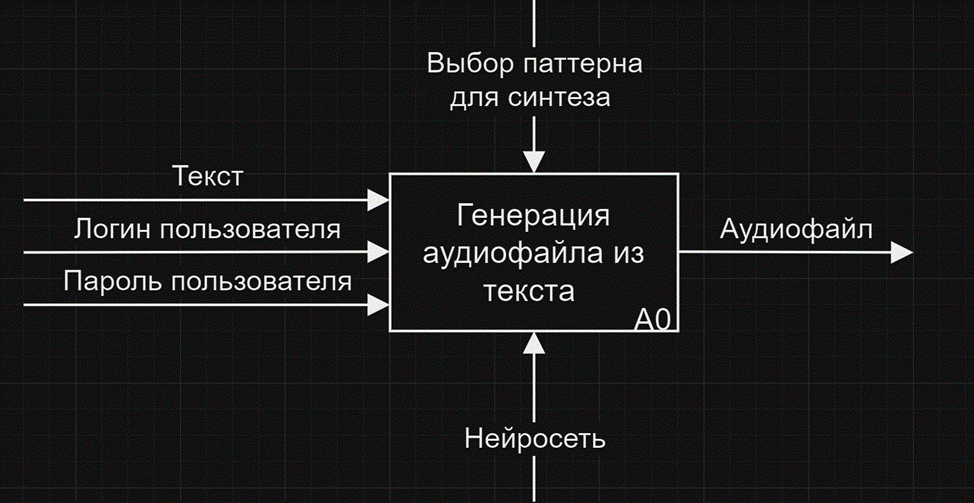 Выбор паттерна
для синтеза
Текст
Логин пользователя
Пароль пользователя
Генерация
аудиофайла из
текста
A0
Аудиофайл
Нейросеть